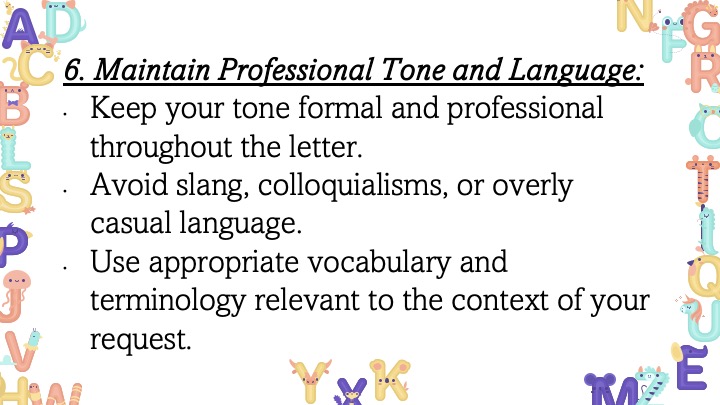 6. Maintain Professional Tone and Language:
• Keep your tone formal and professional
throughout the letter.
• Avoid slang, colloquialisms, or overly
casual language.
• Use appropriate vocabulary and
terminology relevant to the context of your
request.